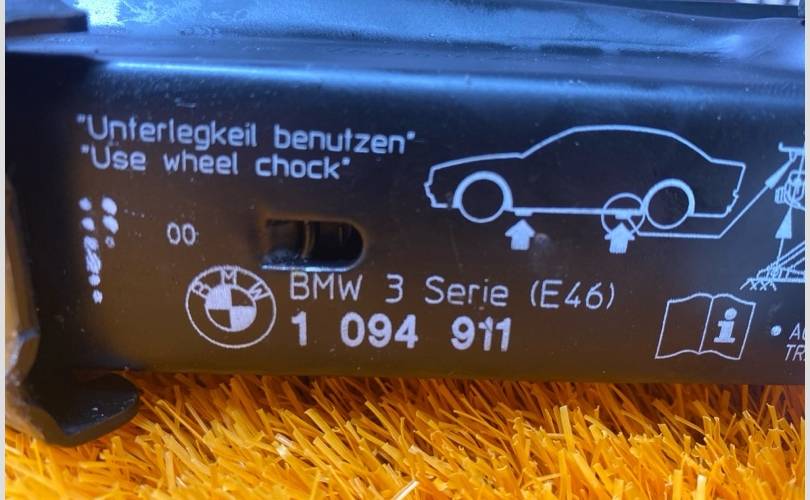 "Unterlegkeil benutzen"
"Use wheel chock"
00
BMW
BMW 3 Serie (E46)
1 094 911
i